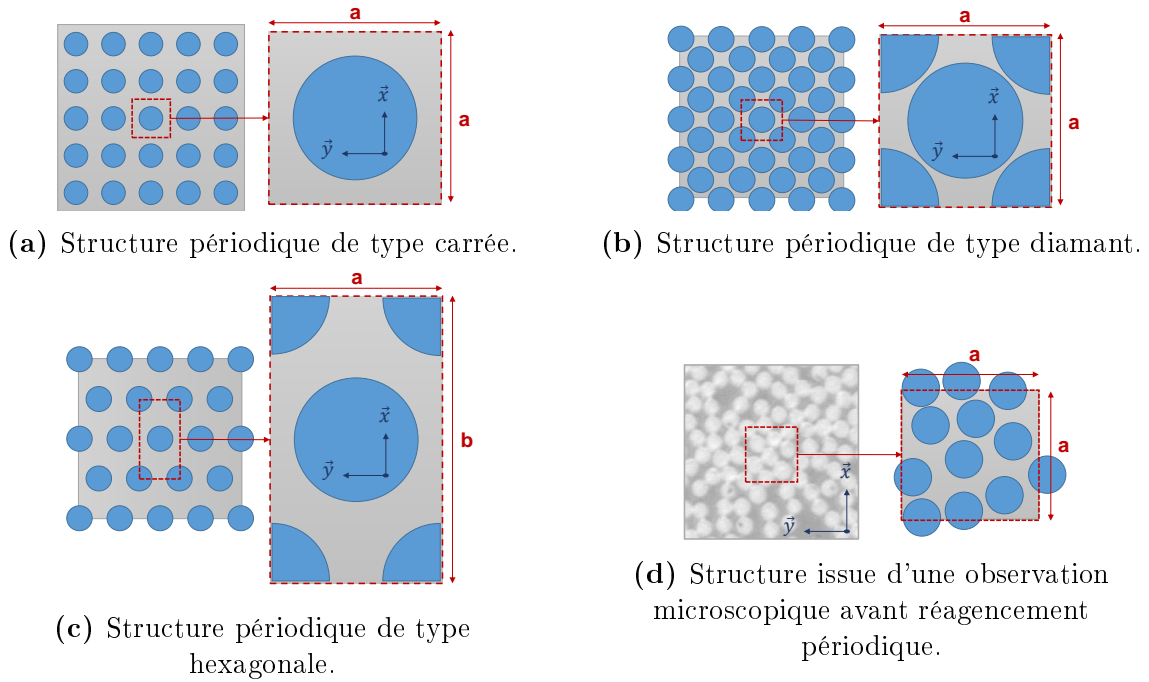 a
a
x⃗
y⃗
(a) Structure périodique de type carrée.
a
a
x⃗
y⃗
(b) Structure périodique de type diamant.
a
b
x⃗
y⃗
(c) Structure périodique de type
hexagonale.
a
a
x⃗
y⃗
(d) Structure issue d'une observation
microscopique avant réagencement
périodique.